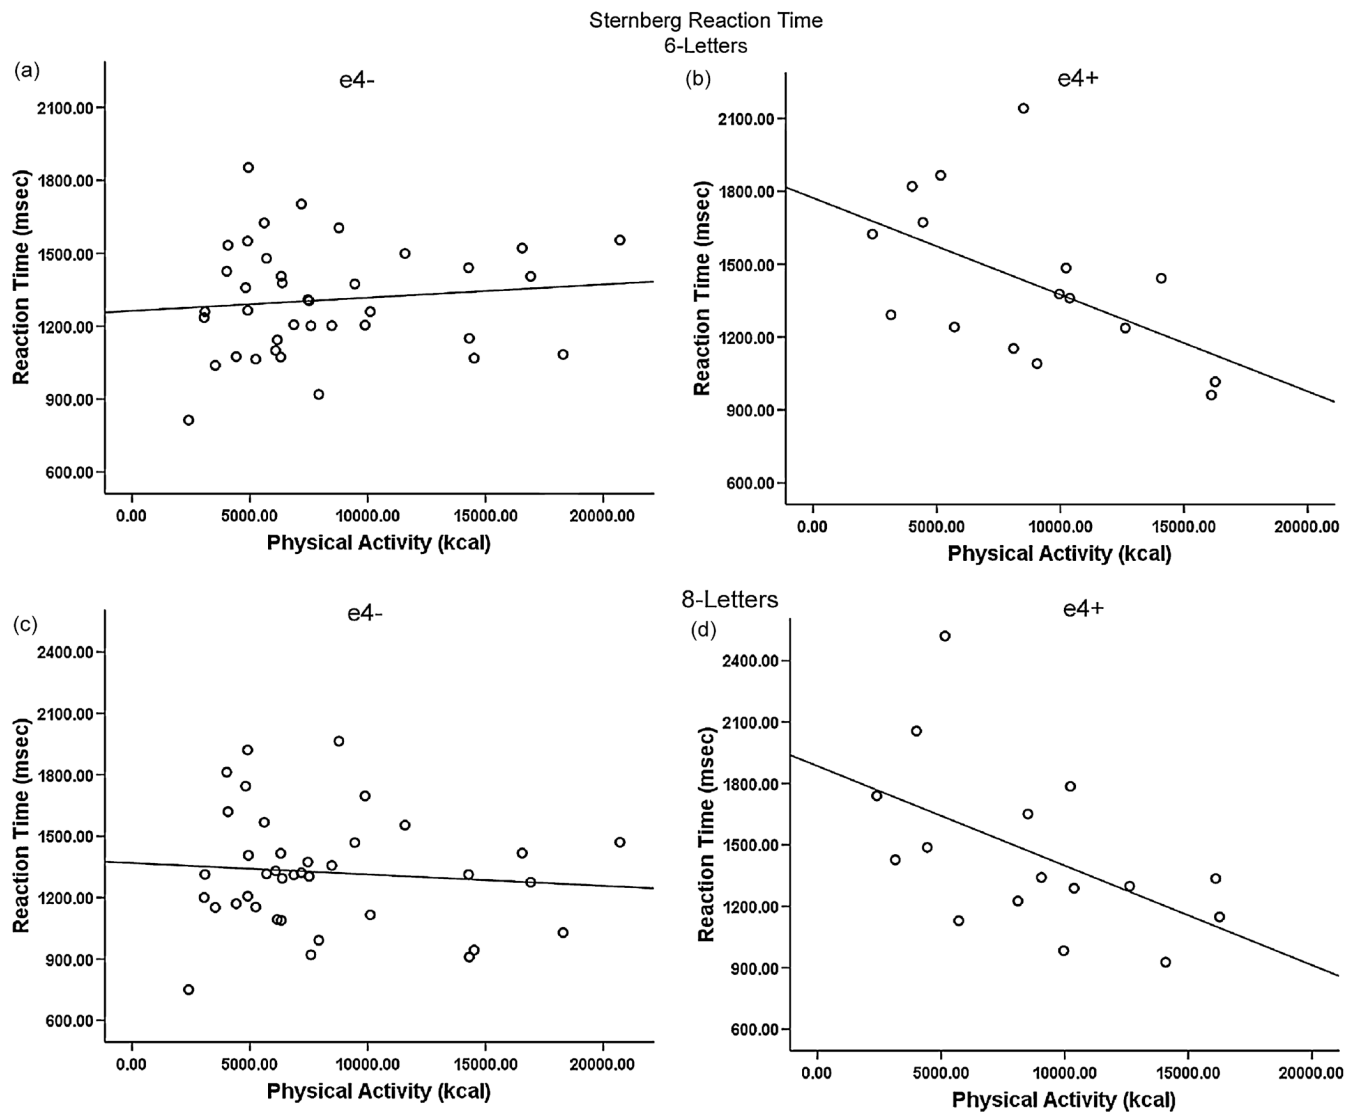 Sternberg Reaction Time
6-Letters
(a)
e4-
2100.00
1800.00
1500.00
1200.00
900.00
600.00
Reaction Time (msec)
0.00 5000.00 10000.00 15000.00 20000.00
Physical Activity (kcal)
(b)
e4+
2100.00
1800.00
1500.00
1200.00
900.00
600.00
Reaction Time (msec)
0.00 5000.00 10000.00 15000.00 20000.00
Physical Activity (kcal)
8-Letters
(c)
e4-
2400.00
2100.00
1800.00
1500.00
1200.00
900.00
600.00
Reaction Time (msec)
0.00 5000.00 10000.00 15000.00 20000.00
Physical Activity (kcal)
(d)
e4+
2400.00
2100.00
1800.00
1500.00
1200.00
900.00
600.00
Reaction Time (msec)
0.00 5000.00 10000.00 15000.00 20000.00
Physical Activity (kcal)